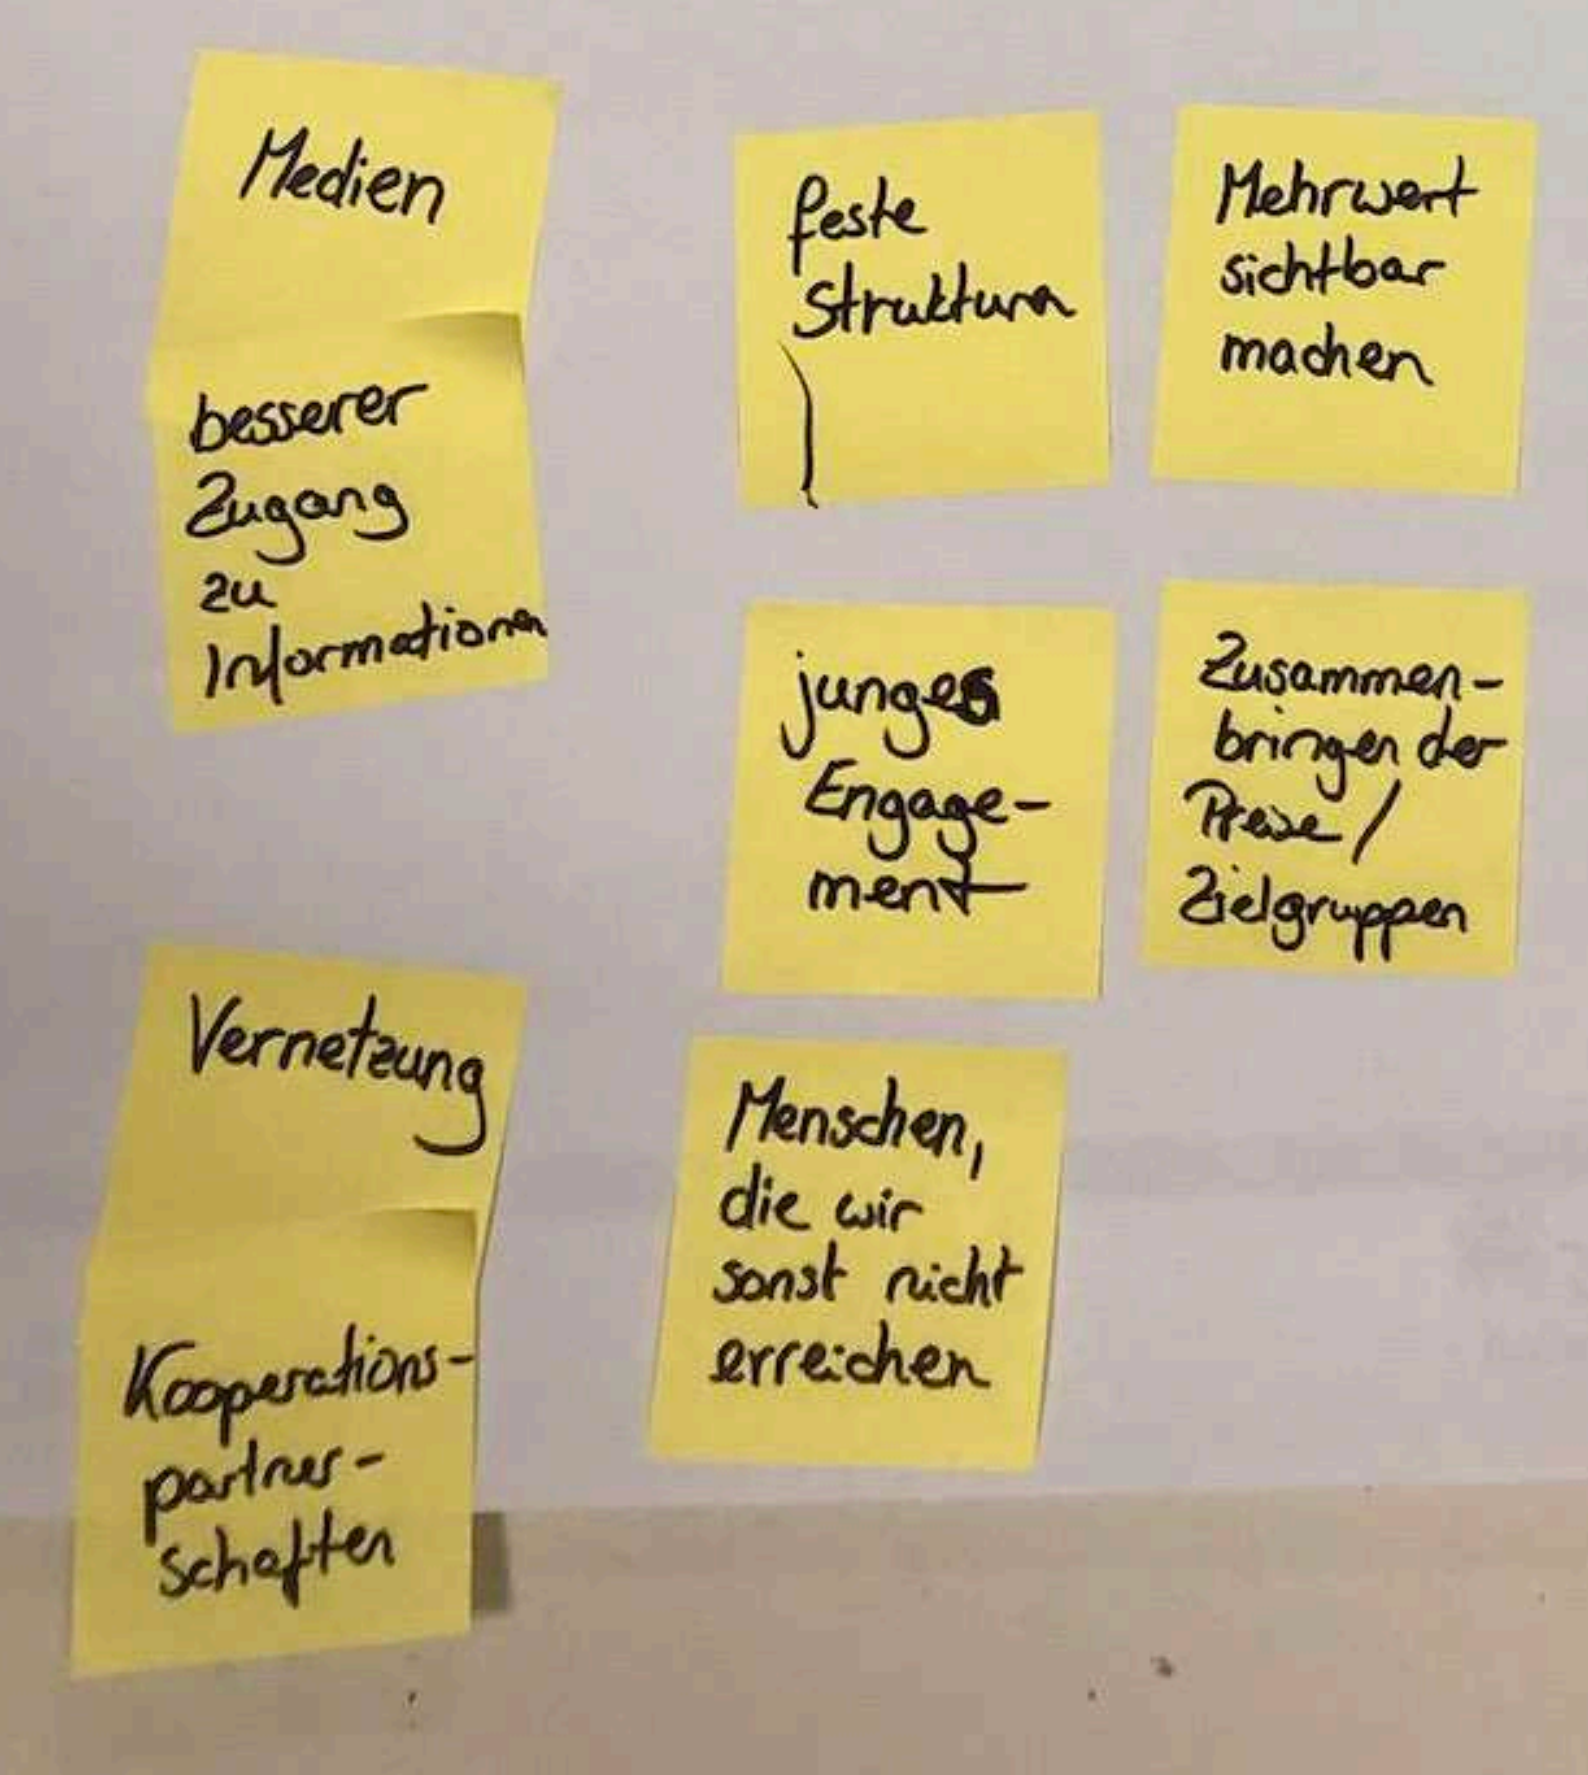 Medien
besserer
Zugang
zu
Informationen
feste
Strukturen
Mehrwert
sichtbar
machen
junges
Engage-
ment
Zusammen-
bringen der
Preise /
Zielgruppen
Vernetzung
Kooperations-
partner-
schaften
Menschen,
die wir
sonst nicht
erreichen